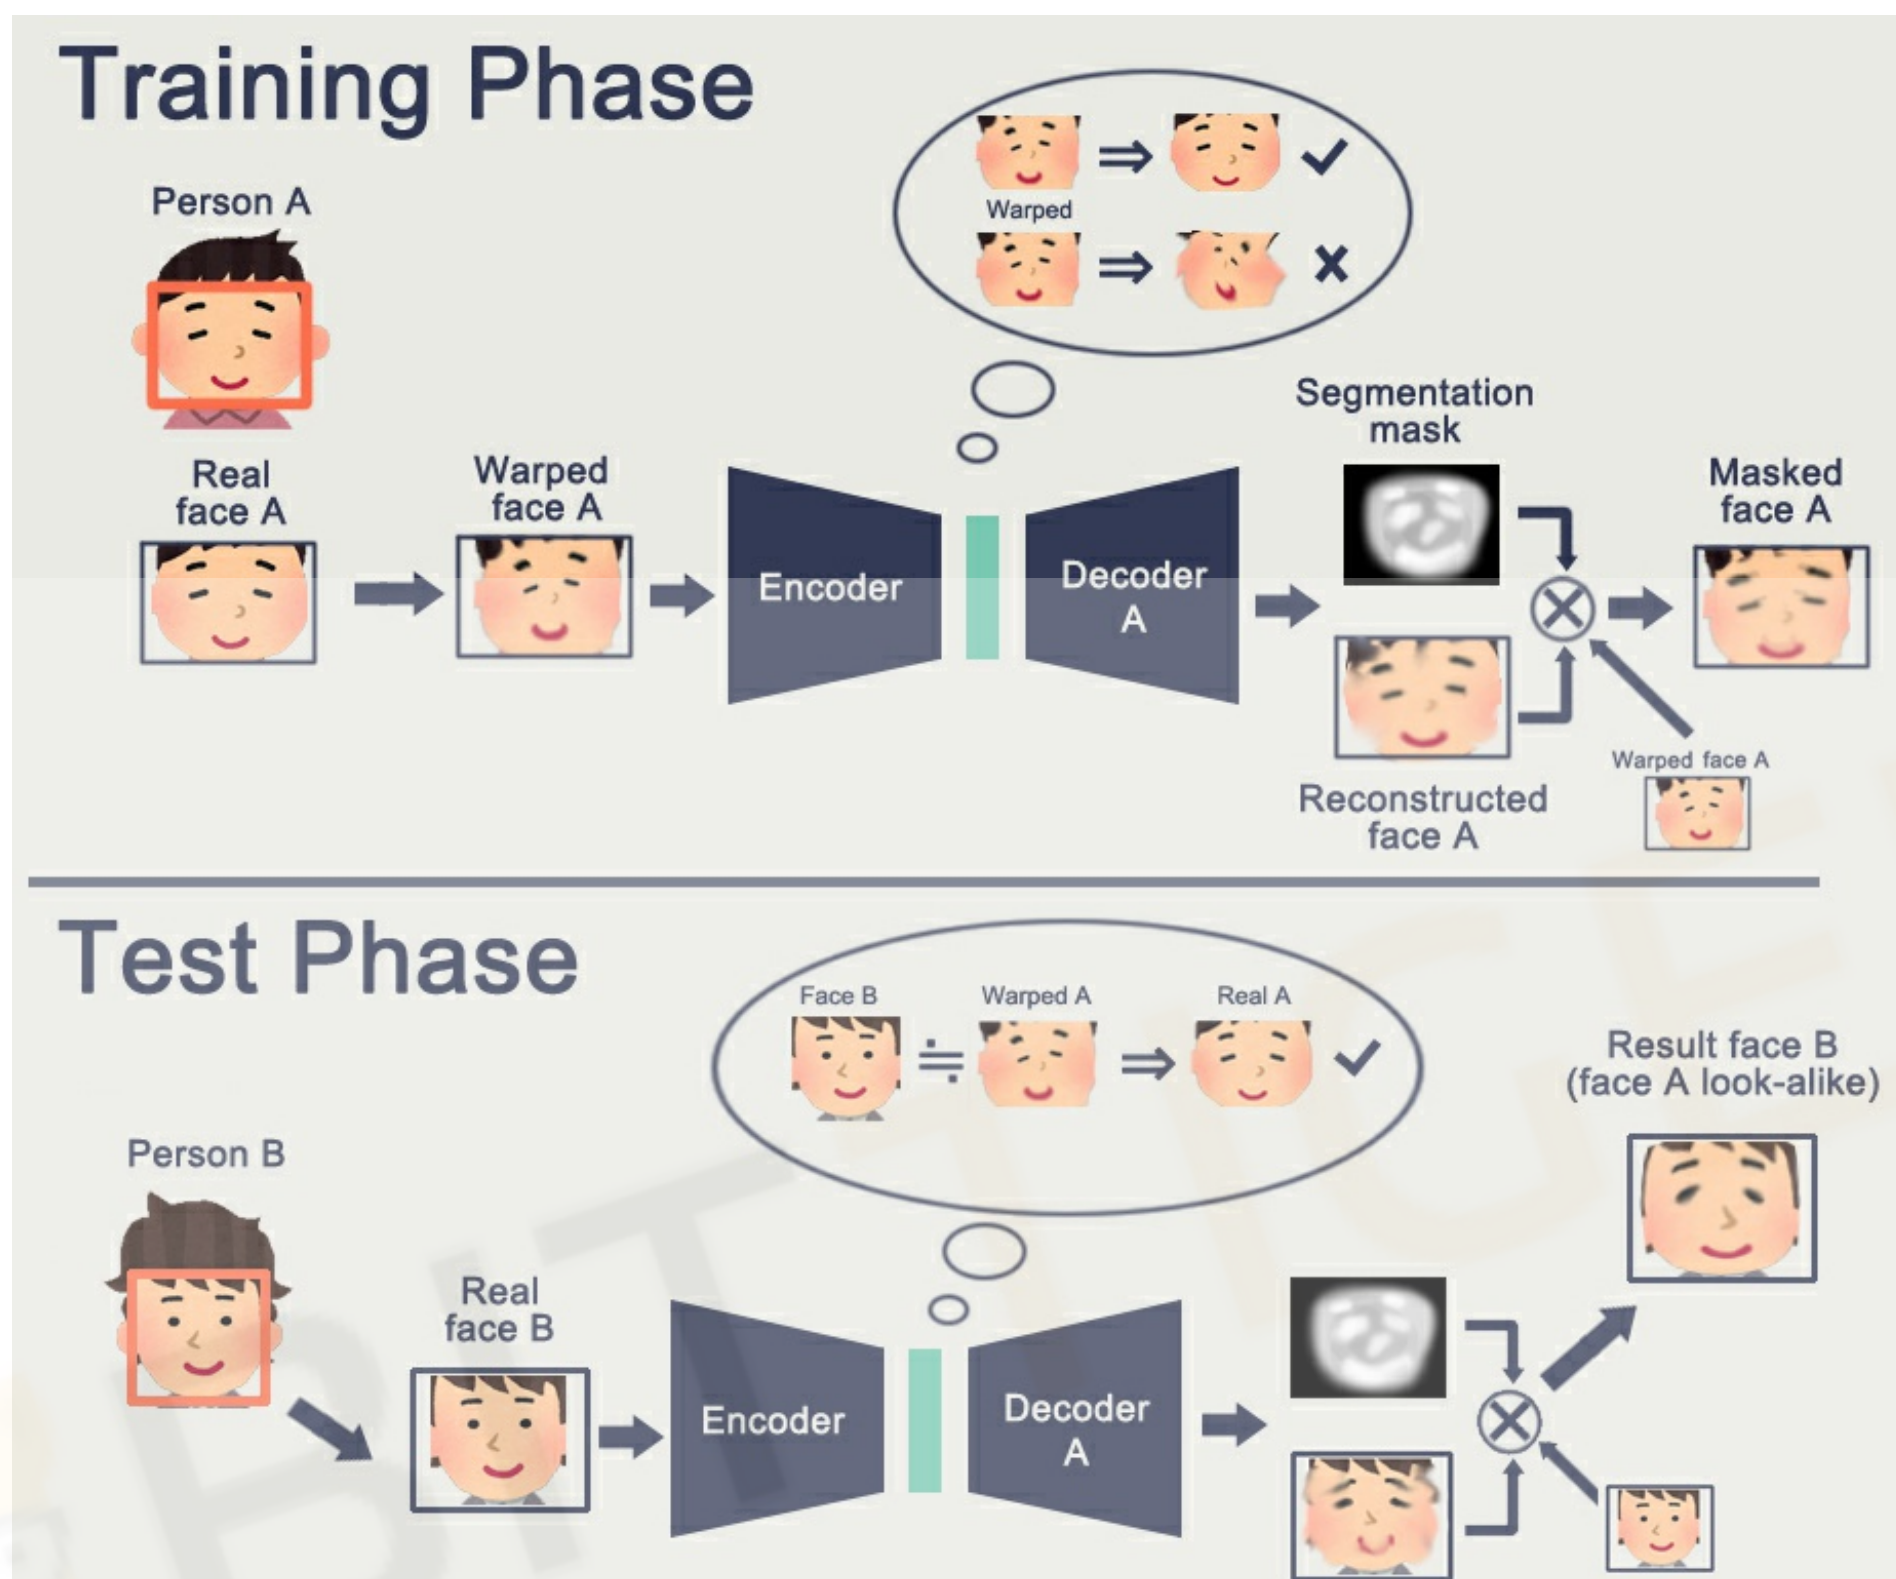 Training Phase
Person A
Warped
Real
face A
Warped
face A
Encoder
Decoder
A
Segmentation
mask
Masked
face A
Warped face A
Reconstructed
face A
Test Phase
Face B
Warped A
Real A
Result face B
(face A look-alike)
Person B
Real
face B
Encoder
Decoder
A
BITTIGER